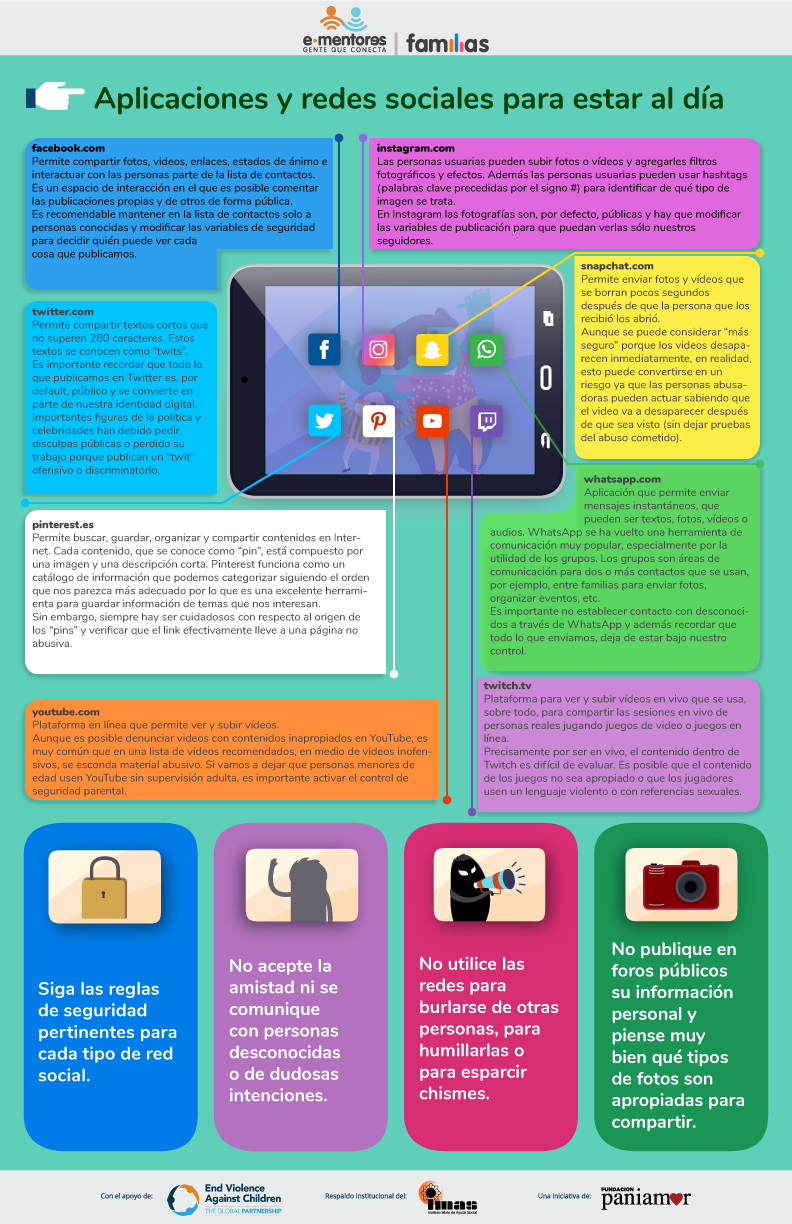 e·mentores
GENTE QUE CONECTA
familias
Aplicaciones y redes sociales para estar al día
facebook.com
Permite compartir fotos, videos, enlaces, estados de ánimo e
interactuar con las personas parte de la lista de contactos.
Es un espacio de interacción en el que es posible comentar
las publicaciones propias y de otros de forma pública.
Es recomendable mantener en la lista de contactos solo a
personas conocidas y modificar las variables de seguridad
para decidir quién puede ver cada
cosa que publicamos.
instagram.com
Las personas usuarias pueden subir fotos o vídeos y agregarles filtros
fotográficos y efectos. Además las personas usuarias pueden usar hashtags
(palabras clave precedidas por el signo #) para identificar de qué tipo de
imagen se trata.
En Instagram las fotografías son, por defecto, públicas y hay que modificar
las variables de publicación para que puedan verlas sólo nuestros
seguidores.
snapchat.com
Permite enviar fotos y vídeos que
se borran pocos segundos
después de que la persona que los
recibió los abrió.
Aunque se puede considerar “más
seguro” porque los videos desapa-
recen inmediatamente, en realidad,
esto puede convertirse en un
riesgo ya que las personas abusa-
doras pueden actuar sabiendo que
el video va a desaparecer después
de que sea visto (sin dejar pruebas
del abuso cometido).
twitter.com
Permite compartir textos cortos que
no superen 280 caracteres. Estos
textos se conocen como “twits”.
Es importante recordar que todo lo
que publicamos en Twitter es, por
default, público y se convierte en
parte de nuestra identidad digital.
Importantes figuras de la política y
celebridades han debido pedir
disculpas públicas o perdido su
trabajo porque publican un “twit”
ofensivo o discriminatorio.
whatsapp.com
Aplicación que permite enviar
mensajes instantáneos, que
pueden ser textos, fotos, vídeos o
audios. WhatsApp se ha vuelto una herramienta de
comunicación muy popular, especialmente por la
utilidad de los grupos. Los grupos son áreas de
comunicación para dos o más contactos que se usan,
por ejemplo, entre familias para enviar fotos,
organizar eventos, etc.
Es importante no establecer contacto con desconoci-
dos a través de WhatsApp y además recordar que
todo lo que enviamos, deja de estar bajo nuestro
control.
pinterest.es
Permite buscar, guardar, organizar y compartir contenidos en Inter-
net. Cada contenido, que se conoce como “pin”, está compuesto por
una imagen y una descripción corta. Pinterest funciona como un
catálogo de información que podemos categorizar siguiendo el orden
que nos parezca más adecuado por lo que es una excelente herrami-
enta para guardar información de temas que nos interesan.
Sin embargo, siempre hay ser cuidadosos con respecto al origen de
los “pins” y verificar que el link efectivamente lleve a una página no
abusiva.
youtube.com
Plataforma en línea que permite ver y subir vídeos.
Aunque es posible denunciar videos con contenidos inapropiados en YouTube, es
muy común que en una lista de videos recomendados, en medio de videos inofen-
sivos, se esconda material abusivo. Si vamos a dejar que personas menores de
edad usen YouTube sin supervisión adulta, es importante activar el control de
seguridad parental.
twitch.tv
Plataforma para ver y subir vídeos en vivo que se usa,
sobre todo, para compartir las sesiones en vivo de
personas reales jugando juegos de video o juegos en
línea.
Precisamente por ser en vivo, el contenido dentro de
Twitch es difícil de evaluar. Es posible que el contenido
de los juegos no sea apropiado o que los jugadores
usen un lenguaje violento o con referencias sexuales.
Siga las reglas
de seguridad
pertinentes para
cada tipo de red
social.
No acepte la
amistad ni se
comunique
con personas
desconocidas
o de dudosas
intenciones.
No utilice las
redes para
burlarse de otras
personas, para
humillarlas o
para esparcir
chismes.
No publique en
foros públicos
su información
personal y
piense muy
bien qué tipos
de fotos son
apropiadas para
compartir.
Con el apoyo de:
End Violence
Against Children
THE GLOBAL PARTNERSHIP
Respaldo Institucional del:
imas
Instituto Mixto de Ayuda Social
Una iniciativa de:
FUNDACION
paniamor